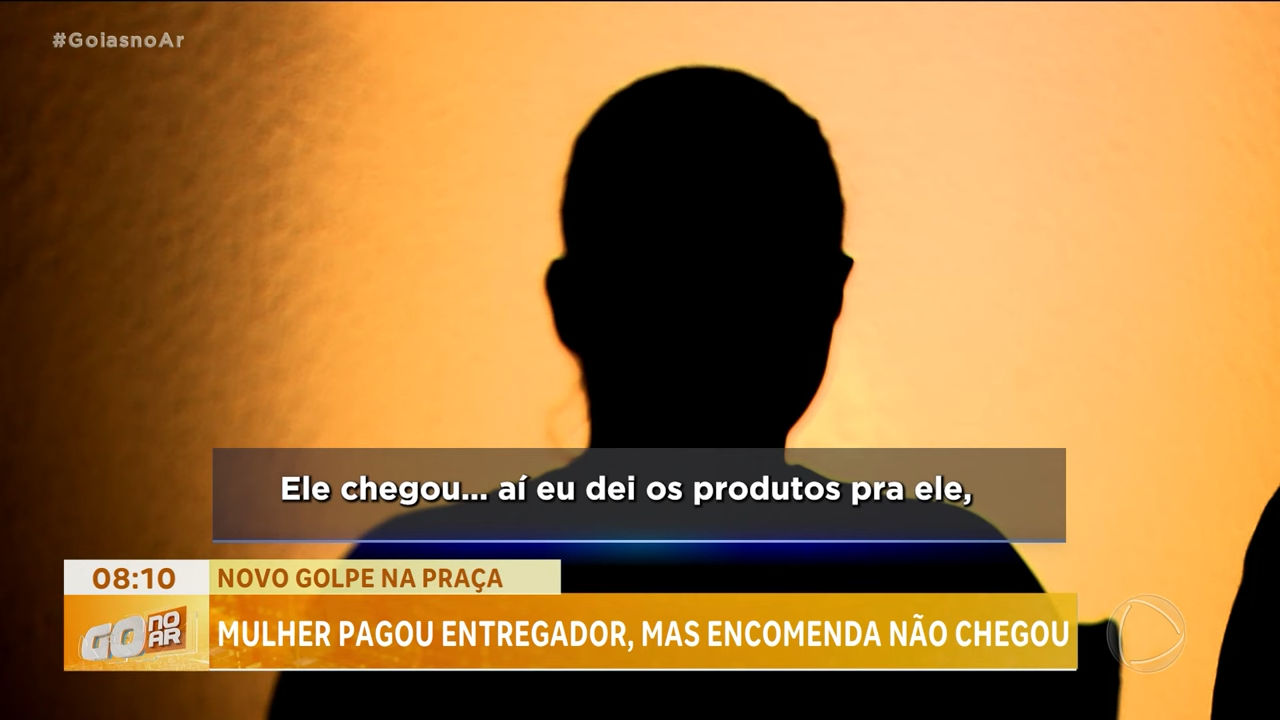 #GoiasnoAr
Ele chegou... aí eu dei os produtos pra ele,
08:10
NOVO GOLPE NA PRAÇA
GO NO AR
MULHER PAGOU ENTREGADOR, MAS ENCOMENDA NÃO CHEGOU